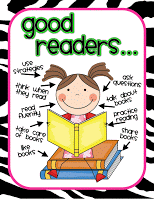 good
readers...
use
strategies
think when
they read
read
fluently
take care
of books
like
books
ask
questions
talk about
books
practice
reading
share
books